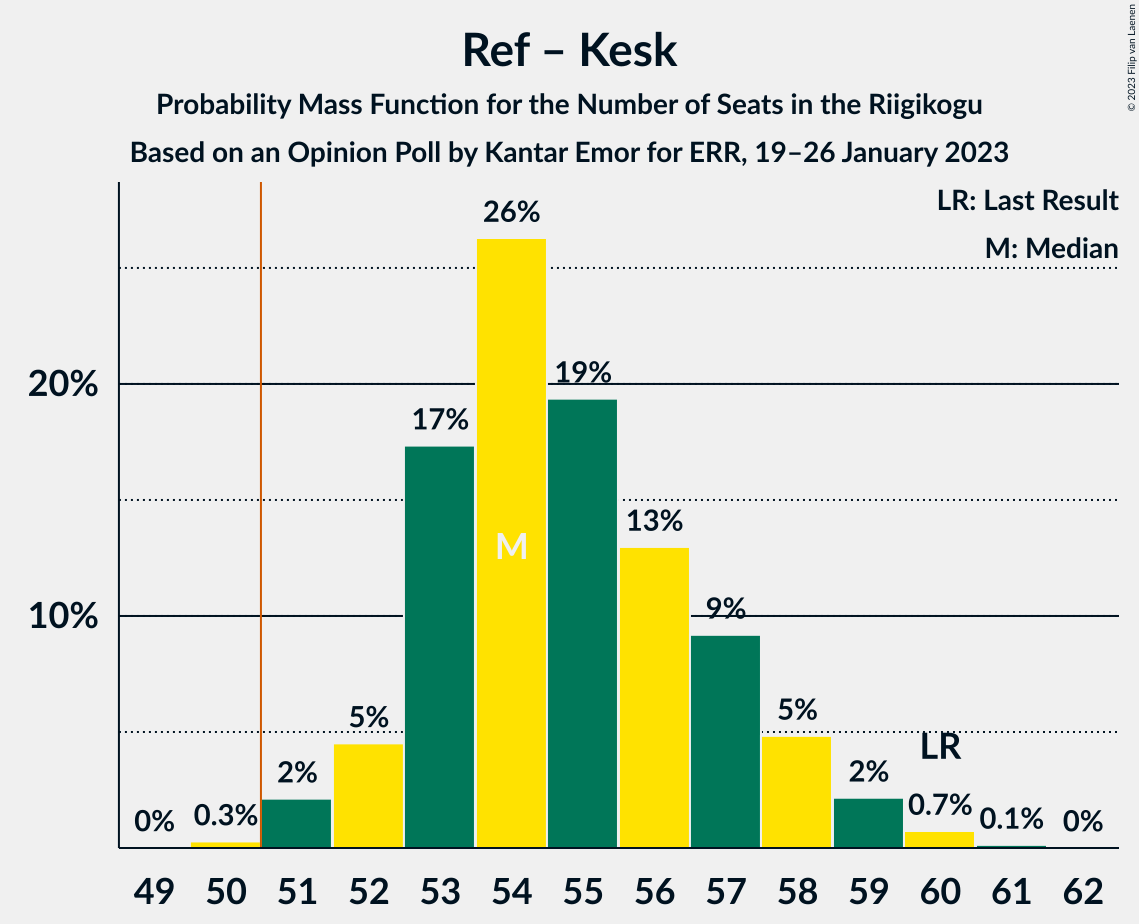 Ref – Kesk
Probability Mass Function for the Number of Seats in the Riigikogu
Based on an Opinion Poll by Kantar Emor for ERR, 19–26 January 2023
© 2023 Filip van Laenen
LR: Last Result
M: Median
20%
10%
0%
0.3%
2%
5%
17%
26%
M
19%
13%
9%
5%
2%
LR
0.7%
0.1%
0%
49 50 51 52 53 54 55 56 57 58 59 60 61 62